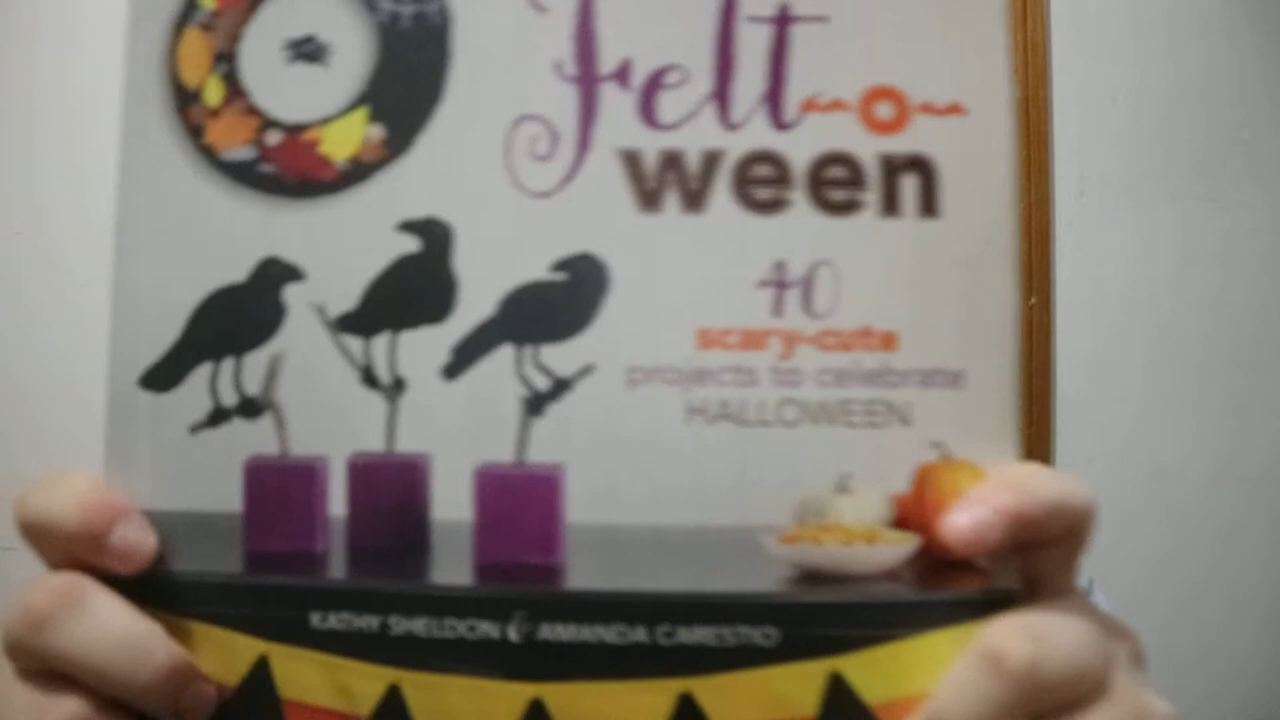 Felt-o-
ween
40
scary-cute
projects to celebrate
HALLOWEEN
KATHY SHELDON & AMANDA CARESTIO